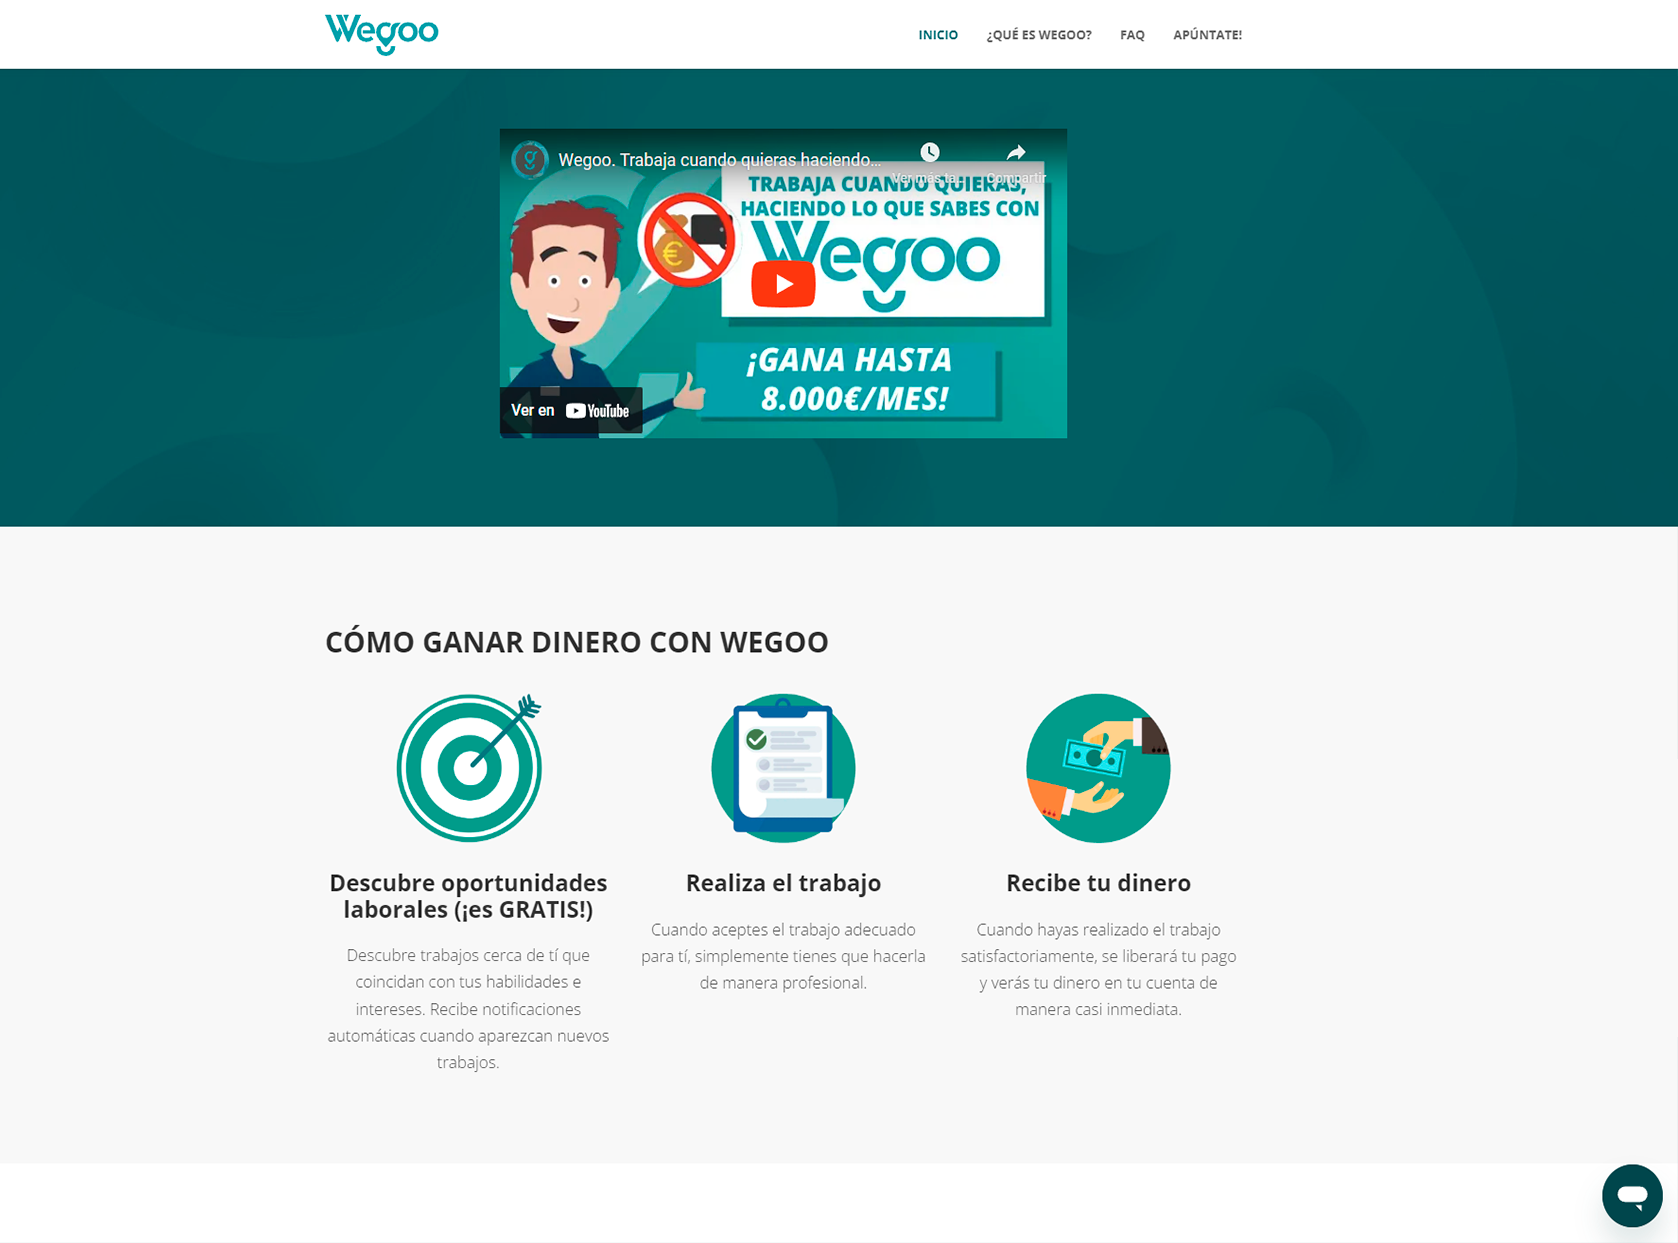 Wegoo
INICIO
¿QUÉ ES WEGOO?
FAQ
APÚNTATE!
Wegoo. Trabaja cuando quieras haciendo...
Ver más ta...
Compartir
TRABAJA CUANDO QUIERAS,
HACIENDO LO QUE SABES CON
Wegoo
€
¡GANA HASTA
8.000€/MES!
Ver en YouTube
CÓMO GANAR DINERO CON WEGOO
Descubre oportunidades
laborales (¡es GRATIS!)
Descubre trabajos cerca de tí que
coincidan con tus habilidades e
intereses. Recibe notificaciones
automáticas cuando aparezcan nuevos
trabajos.
Realiza el trabajo
Cuando aceptes el trabajo adecuado
para tí, simplemente tienes que hacerla
de manera profesional.
Recibe tu dinero
Cuando hayas realizado el trabajo
satisfactoriamente, se liberará tu pago
y verás tu dinero en tu cuenta de
manera casi inmediata.